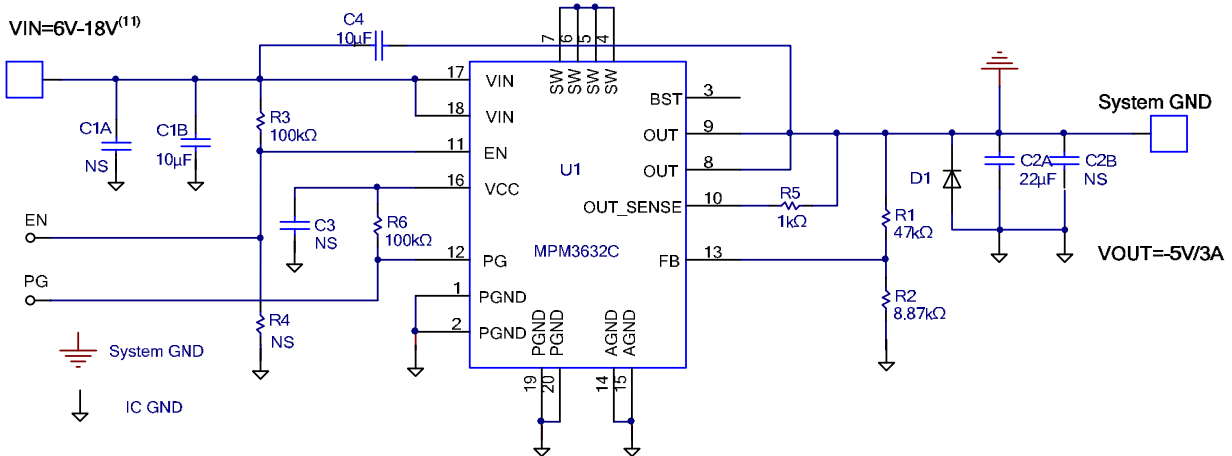 VIN=6V-18V(11)
C4
10µF
7
6
5
4
SW
SW
SW
SW
17
VIN
18
VIN
BST
3
System GND
C1A
NS
C1B
10µF
R3
100kΩ
11
EN
OUT
9
U1
OUT
8
D1
C2A
22µF
C2B
NS
16
VCC
R5
1kΩ
OUT_SENSE
10
EN
C3
NS
R6
100kΩ
R1
47kΩ
12
PG
MPM3632C
FB
13
VOUT=-5V/3A
PG
1
PGND
R2
8.87kΩ
R4
NS
2
PGND
PGND
PGND
AGND
AGND
System GND
19
20
14
15
IC GND